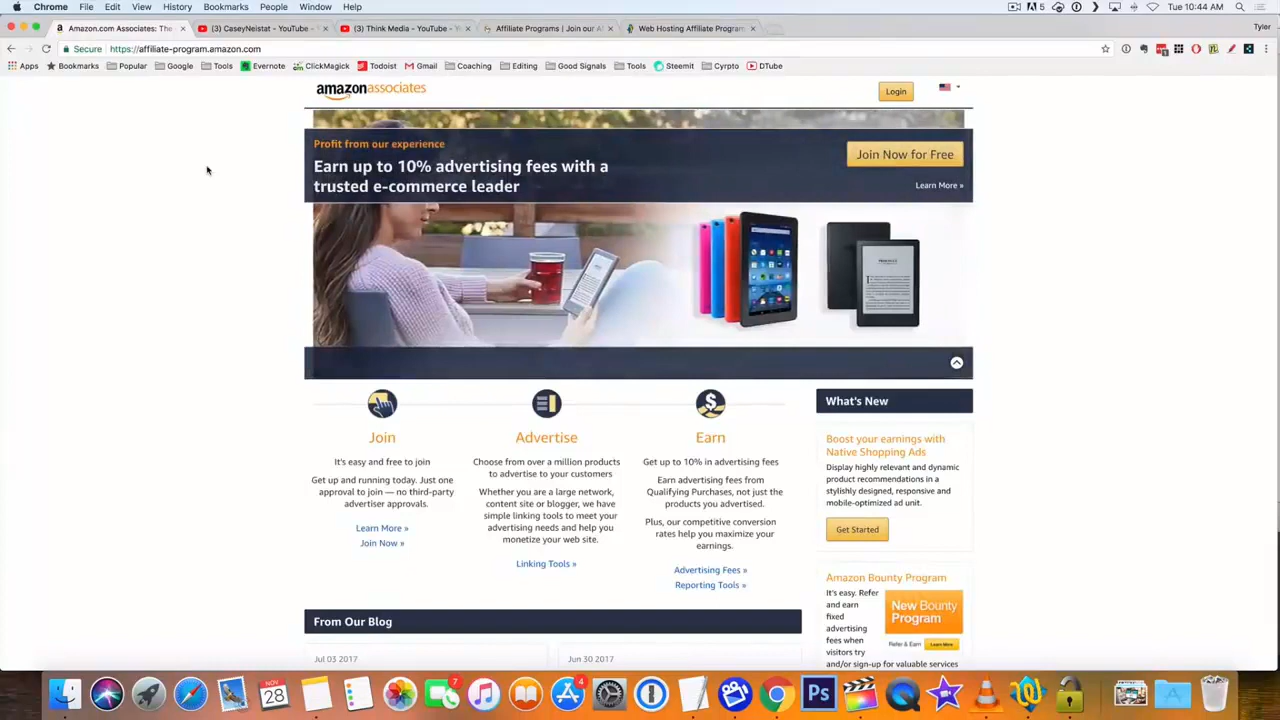 Chrome File Edit View History Bookmarks People Window Help
5
Tue 10:44 AM
Amazon.com Associates: The
(3) CaseyNeistat - YouTube -
(3) Think Media - YouTube -
Affiliate Programs | Join our A
Web Hosting Affiliate Program
Tyler
Secure https://affiliate-program.amazon.com
Apps Bookmarks Popular Google Tools Evernote ClickMagick Todoist Gmail Coaching Editing Good Signals Tools Steemit Cyrpto DTube
amazonassociates
Login
Profit from our experience
Earn up to 10% advertising fees with a
trusted e-commerce leader
Join Now for Free
Learn More »
Join
It's easy and free to join
Get up and running today. Just one
approval to join — no third-party
advertiser approvals.
Learn More »
Join Now »
Advertise
Choose from over a million products
to advertise to your customers
Whether you are a large network,
content site or blogger, we have
simple linking tools to meet your
advertising needs and help you
monetize your web site.
Linking Tools »
Earn
Get up to 10% in advertising fees
Earn advertising fees from
Qualifying Purchases, not just the
products you advertised.
Plus, our competitive conversion
rates help you maximize your
earnings.
Advertising Fees »
Reporting Tools »
What's New
Boost your earnings with
Native Shopping Ads
Display highly relevant and dynamic
product recommendations in a
stylishly designed, responsive and
mobile-optimized ad unit.
Get Started
Amazon Bounty Program
It's easy. Refer
and earn
fixed
advertising
fees when
visitors try
and/or sign-up for valuable services
New Bounty
Program
Refer & Earn
Learn More
From Our Blog
Jul 03 2017
Jun 30 2017
NOV
28
7
4
Ps